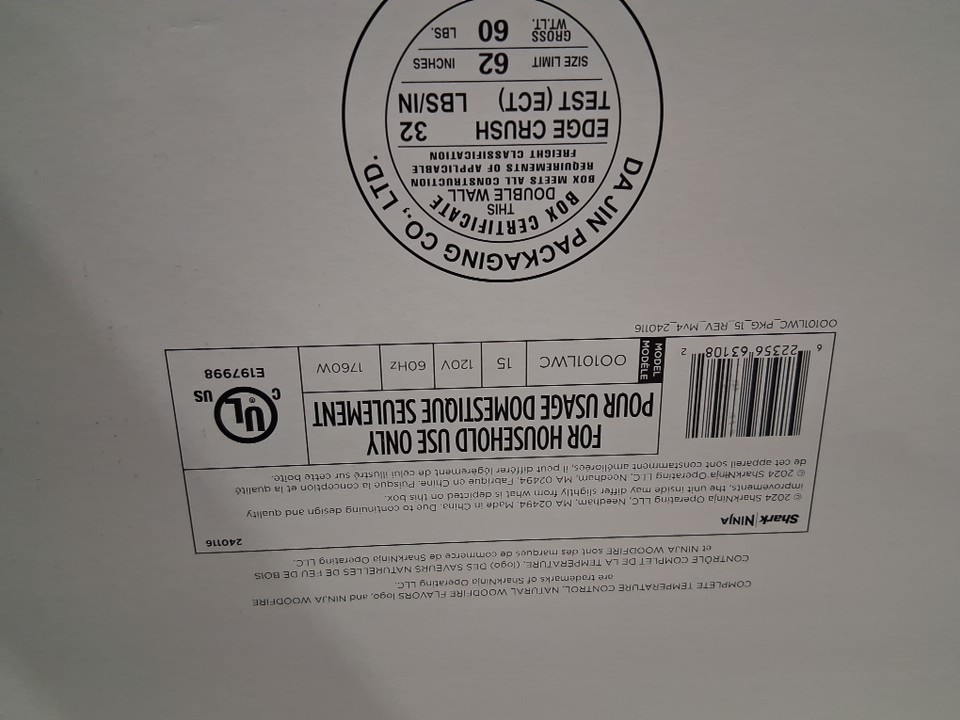 COMPLETE TEMPERATURE CONTROL, NATURAL WOODFIRE FLAVORS logo, and NINJA WOODFIRE
are trademarks of SharkNinja Operating LLC.
CONTRÔLE COMPLET DE LA TEMPÉRATURE, (logo) DES SAVEURS NATURELLES DE FEU DE BOIS
et NINJA WOODFIRE sont des marques de commerce de SharkNinja Operating LLC.
Shark|NINJA
240116
© 2024 SharkNinja Operating LLC, Needham, MA 02494. Made in China. Due to continuing design and quality
improvements, the unit inside may differ slightly from what is depicted on this box.
© 2024 SharkNinja Operating LLC, Needham, MA 02494. Fabriqué en Chine. Puisque la conception et la qualité
de cet appareil sont constamment améliorées, il peut différer légèrement de celui illustré sur cette boîte.
6 22356 63108 2
FOR HOUSEHOLD USE ONLY
POUR USAGE DOMESTIQUE SEULEMENT
MODEL
MODÈLE
OO101LWC 15 120V 60Hz 1760W
C UL US
E197998
OO101LWC_PKG_15_REV_Mv4_240116
DA JIN PACKAGING CO., LTD.
BOX CERTIFICATE
THIS
DOUBLE WALL
BOX MEETS ALL CONSTRUCTION
REQUIREMENTS OF APPLICABLE
FREIGHT CLASSIFICATION
EDGE CRUSH 32
TEST (ECT) LBS/IN
SIZE LIMIT 62 INCHES
GROSS WT.LT. 60 LBS.